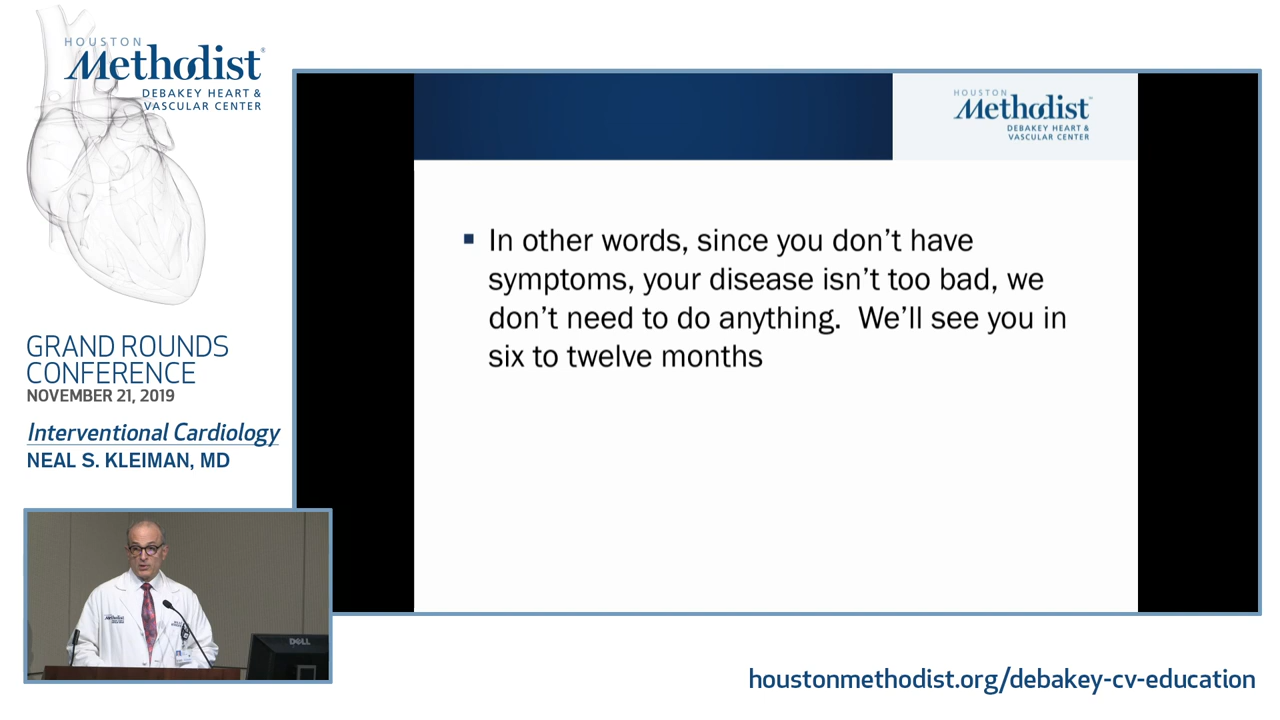 HOUSTON
Methodist
DEBAKEY HEART &
VASCULAR CENTER
GRAND ROUNDS
CONFERENCE
NOVEMBER 21, 2019
Interventional Cardiology
NEAL S. KLEIMAN, MD
HOUSTON
Methodist
DEBAKEY HEART &
VASCULAR CENTER
In other words, since you don’t have
symptoms, your disease isn’t too bad, we
don’t need to do anything.  We’ll see you in
six to twelve months
Methodist
DELL
houstonmethodist.org/debakey-cv-education